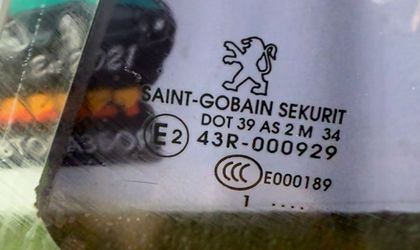 SAINT-GOBAIN SEKURIT
DOT 39 AS 2 M 34
E2 43R-000929
CCC E000189
1 ....